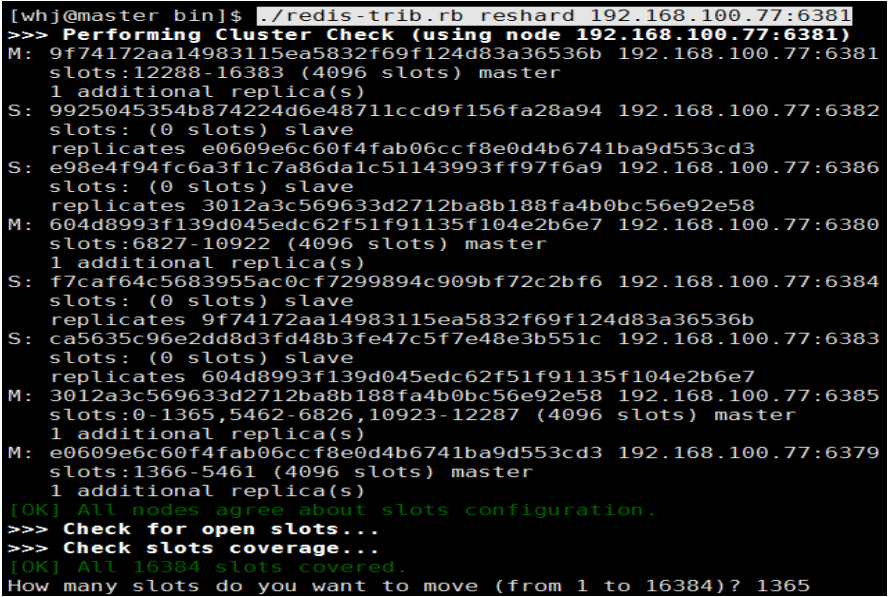 [whj@master bin]$ ./redis-trib.rb reshard 192.168.100.77:6381
>>> Performing Cluster Check (using node 192.168.100.77:6381)
M: 9f74172aa14983115ea5832f69f124d83a36536b 192.168.100.77:6381
   slots:12288-16383 (4096 slots) master
   1 additional replica(s)
S: 9925045354b874224d6e48711ccd9f156fa28a94 192.168.100.77:6382
   slots: (0 slots) slave
   replicates e0609e6c60f4fab06ccf8e0d4b6741ba9d553cd3
S: e98e4f94fc6a3f1c7a86da1c51143993ff97f6a9 192.168.100.77:6386
   slots: (0 slots) slave
   replicates 3012a3c569633d2712ba8b188fa4b0bc56e92e58
M: 604d8993f139d045edc62f51f91135f104e2b6e7 192.168.100.77:6380
   slots:6827-10922 (4096 slots) master
   1 additional replica(s)
S: f7caf64c5683955ac0cf7299894c909bf72c2bf6 192.168.100.77:6384
   slots: (0 slots) slave
   replicates 9f74172aa14983115ea5832f69f124d83a36536b
S: ca5635c96e2dd8d3fd48b3fe47c5f7e48e3b551c 192.168.100.77:6383
   slots: (0 slots) slave
   replicates 604d8993f139d045edc62f51f91135f104e2b6e7
M: 3012a3c569633d2712ba8b188fa4b0bc56e92e58 192.168.100.77:6385
   slots:0-1365,5462-6826,10923-12287 (4096 slots) master
   1 additional replica(s)
M: e0609e6c60f4fab06ccf8e0d4b6741ba9d553cd3 192.168.100.77:6379
   slots:1366-5461 (4096 slots) master
   1 additional replica(s)
[OK] All nodes agree about slots configuration.
>>> Check for open slots...
>>> Check slots coverage...
[OK] All 16384 slots covered.
How many slots do you want to move (from 1 to 16384)? 1365